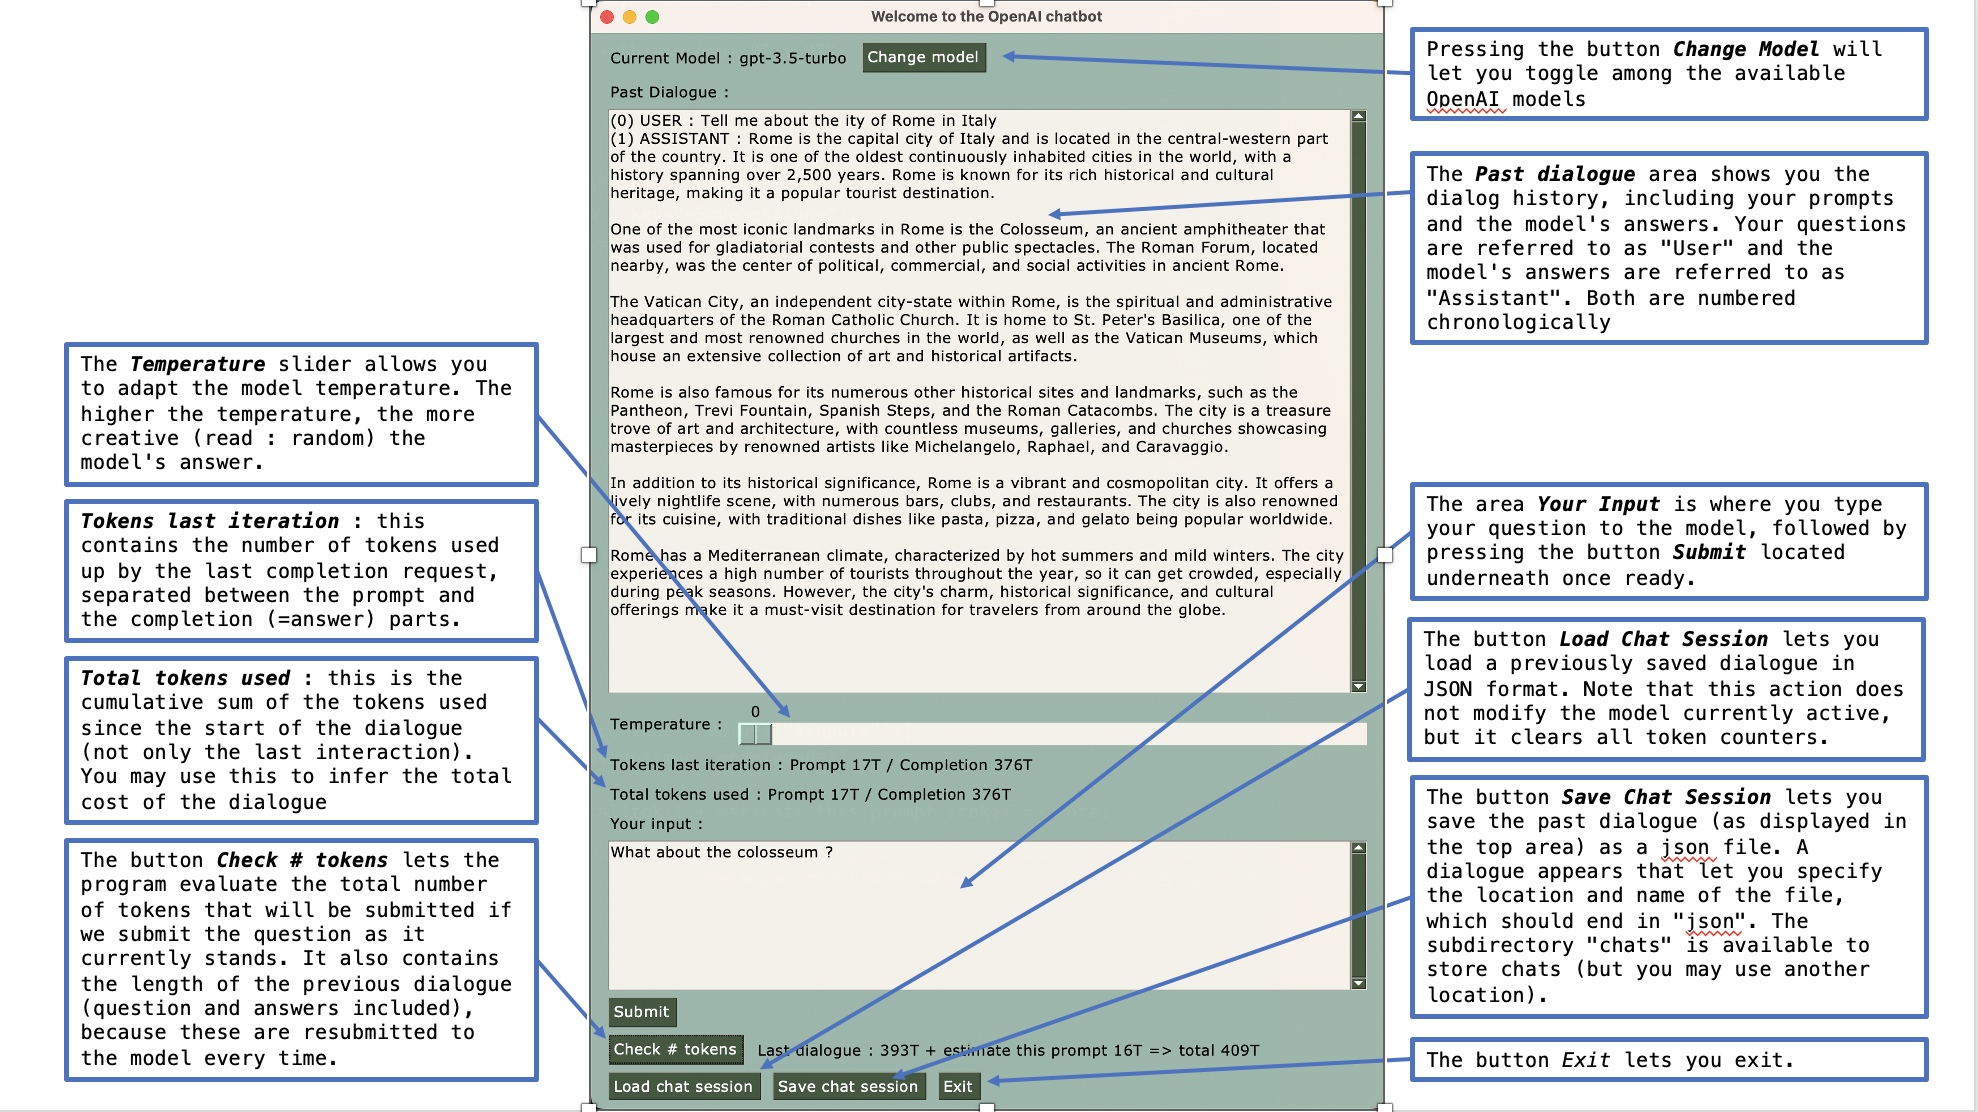 Welcome to the OpenAI chatbot
Current Model : gpt-3.5-turbo
Change model
Past Dialogue :
(0) USER : Tell me about the ity of Rome in Italy
(1) ASSISTANT : Rome is the capital city of Italy and is located in the central-western part
of the country. It is one of the oldest continuously inhabited cities in the world, with a
history spanning over 2,500 years. Rome is known for its rich historical and cultural
heritage, making it a popular tourist destination.
One of the most iconic landmarks in Rome is the Colosseum, an ancient amphitheater that
was used for gladiatorial contests and other public spectacles. The Roman Forum, located
nearby, was the center of political, commercial, and social activities in ancient Rome.
The Vatican City, an independent city-state within Rome, is the spiritual and administrative
headquarters of the Roman Catholic Church. It is home to St. Peter's Basilica, one of the
largest and most renowned churches in the world, as well as the Vatican Museums, which
house an extensive collection of art and historical artifacts.
Rome is also famous for its numerous other historical sites and landmarks, such as the
Pantheon, Trevi Fountain, Spanish Steps, and the Roman Catacombs. The city is a treasure
trove of art and architecture, with countless museums, galleries, and churches showcasing
masterpieces by renowned artists like Michelangelo, Raphael, and Caravaggio.
In addition to its historical significance, Rome is a vibrant and cosmopolitan city. It offers a
lively nightlife scene, with numerous bars, clubs, and restaurants. The city is also renowned
for its cuisine, with traditional dishes like pasta, pizza, and gelato being popular worldwide.
Rome has a Mediterranean climate, characterized by hot summers and mild winters. The city
experiences a high number of tourists throughout the year, so it can get crowded, especially
during peak seasons. However, the city's charm, historical significance, and cultural
offerings make it a must-visit destination for travelers from around the globe.
Temperature :
0
Tokens last iteration : Prompt 17T / Completion 376T
Total tokens used : Prompt 17T / Completion 376T
Your input :
What about the colosseum ?
Submit
Check # tokens
Last dialogue : 393T + estimate this prompt 16T => total 409T
Load chat session
Save chat session
Exit
The Temperature slider allows you
to adapt the model temperature. The
higher the temperature, the more
creative (read : random) the
model's answer.
Tokens last iteration : this
contains the number of tokens used
up by the last completion request,
separated between the prompt and
the completion (=answer) parts.
Total tokens used : this is the
cumulative sum of the tokens used
since the start of the dialogue
(not only the last interaction).
You may use this to infer the total
cost of the dialogue
The button Check # tokens lets the
program evaluate the total number
of tokens that will be submitted if
we submit the question as it
currently stands. It also contains
the length of the previous dialogue
(question and answers included),
because these are resubmitted to
the model every time.
Pressing the button Change Model will
let you toggle among the available
OpenAI models
The Past dialogue area shows you the
dialog history, including your prompts
and the model's answers. Your questions
are referred to as "User" and the
model's answers are referred to as
"Assistant". Both are numbered
chronologically
The area Your Input is where you type
your question to the model, followed by
pressing the button Submit located
underneath once ready.
The button Load Chat Session lets you
load a previously saved dialogue in
JSON format. Note that this action does
not modify the model currently active,
but it clears all token counters.
The button Save Chat Session lets you
save the past dialogue (as displayed in
the top area) as a json file. A
dialogue appears that let you specify
the location and name of the file,
which should end in "json". The
subdirectory "chats" is available to
store chats (but you may use another
location).
The button Exit lets you exit.